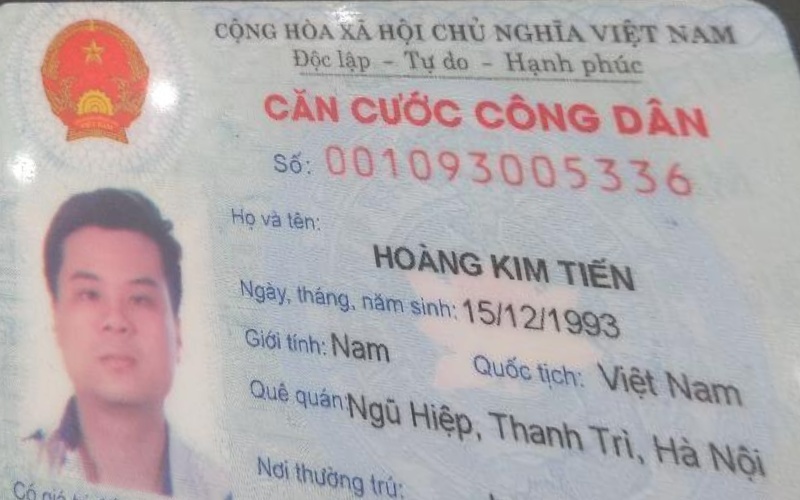 CỘNG HÒA XÃ HỘI CHỦ NGHĨA VIỆT NAM
Độc lập - Tự do - Hạnh phúc
CĂN CƯỚC CÔNG DÂN
Số: 001093005336
Họ và tên:
HOÀNG KIM TIẾN
Ngày, tháng, năm sinh: 15/12/1993
Giới tính: Nam Quốc tịch: Việt Nam
Quê quán: Ngũ Hiệp, Thanh Trì, Hà Nội
Nơi thường trú:
Có giá